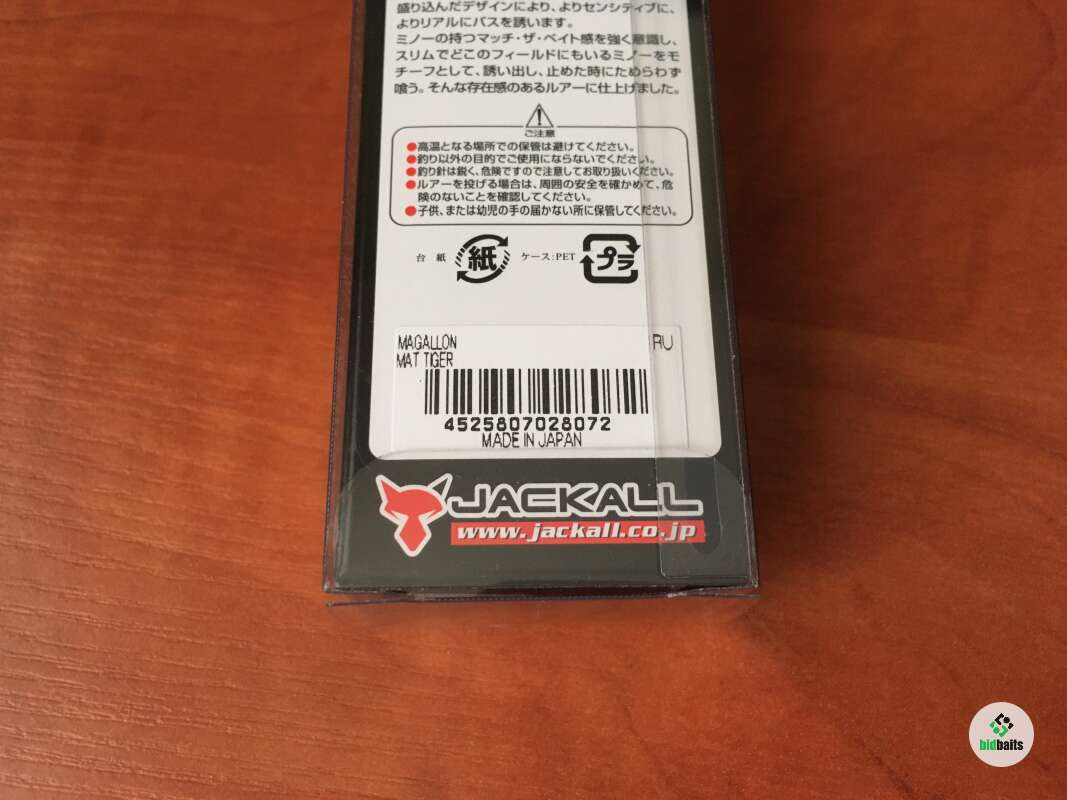 盛り込んだデザインにより、よりセンシティブに、
よりリアルにバスを誘います。
ミノーの持つマッチ・ザ・ベイト感を強く意識し、
スリムでどこのフィールドにもいるミノーをモ
チーフとして、誘い出し、止めた時にためらわず
喰う。そんな存在感のあるルアーに仕上げました。
ご注意
●高温となる場所での保管は避けてください。
●釣り以外の目的でご使用にならないでください。
●釣り針は鋭く、危険ですので注意してお取り扱いください。
●ルアーを投げる場合は、周囲の安全を確かめて、危
険のないことを確認してください。
●子供、または幼児の手の届かない所に保管してください。
台 紙 紙 ケース:PET プラ
MAGALLON RU
MAT TIGER
4525807028072
MADE IN JAPAN
JACKALL
www.jackall.co.jp
bidbaits